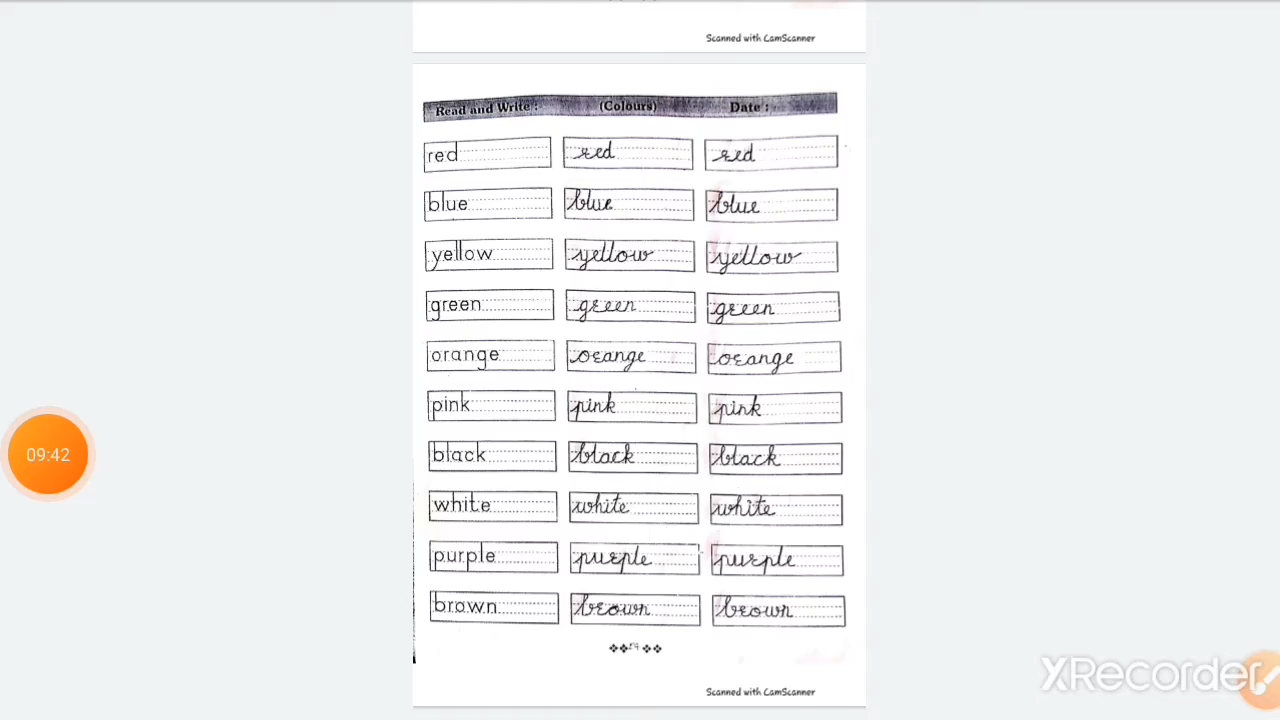 Scanned with CamScanner
Read and Write : (Colours) Date :
red red red
blue blue blue
yellow yellow yellow
green green green
orange orange orange
pink pink pink
black black black
white white white
purple purple purple
brown brown brown
Scanned with CamScanner
09:42
XRecorder